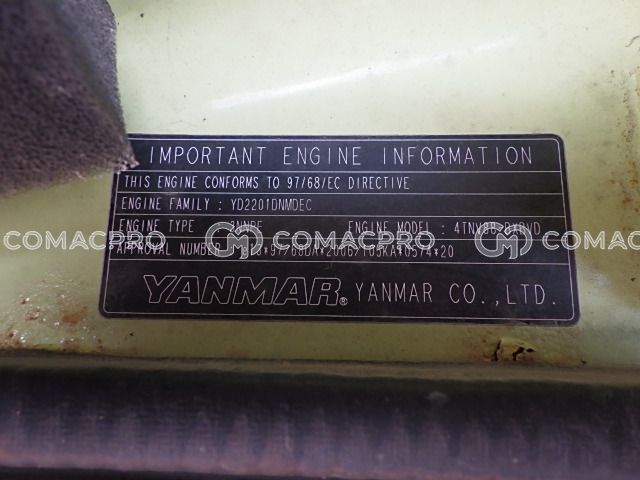 IMPORTANT ENGINE INFORMATION
THIS ENGINE CONFORMS TO 97/68/EC DIRECTIVE
ENGINE FAMILY : YD2201DNMDEC
ENGINE TYPE : ENGINE MODEL :
COMACPRO COMACPRO COMACPRO
APPROVAL NUMBER
YANMAR® YANMAR CO.,LTD.